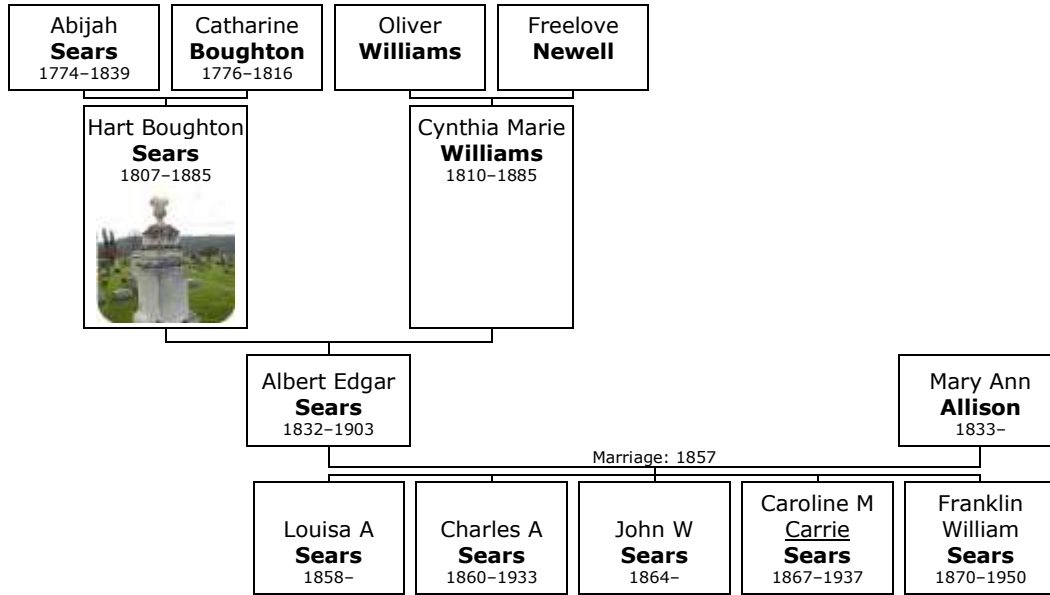 Abijah
Sears
1774–1839
Catharine
Boughton
1776–1816
Oliver
Williams
Freelove
Newell
Hart Boughton
Sears
1807–1885
Cynthia Marie
Williams
1810–1885
Albert Edgar
Sears
1832–1903
Mary Ann
Allison
1833–
Marriage: 1857
Louisa A
Sears
1858–
Charles A
Sears
1860–1933
John W
Sears
1864–
Caroline M
Carrie
Sears
1867–1937
Franklin
William
Sears
1870–1950